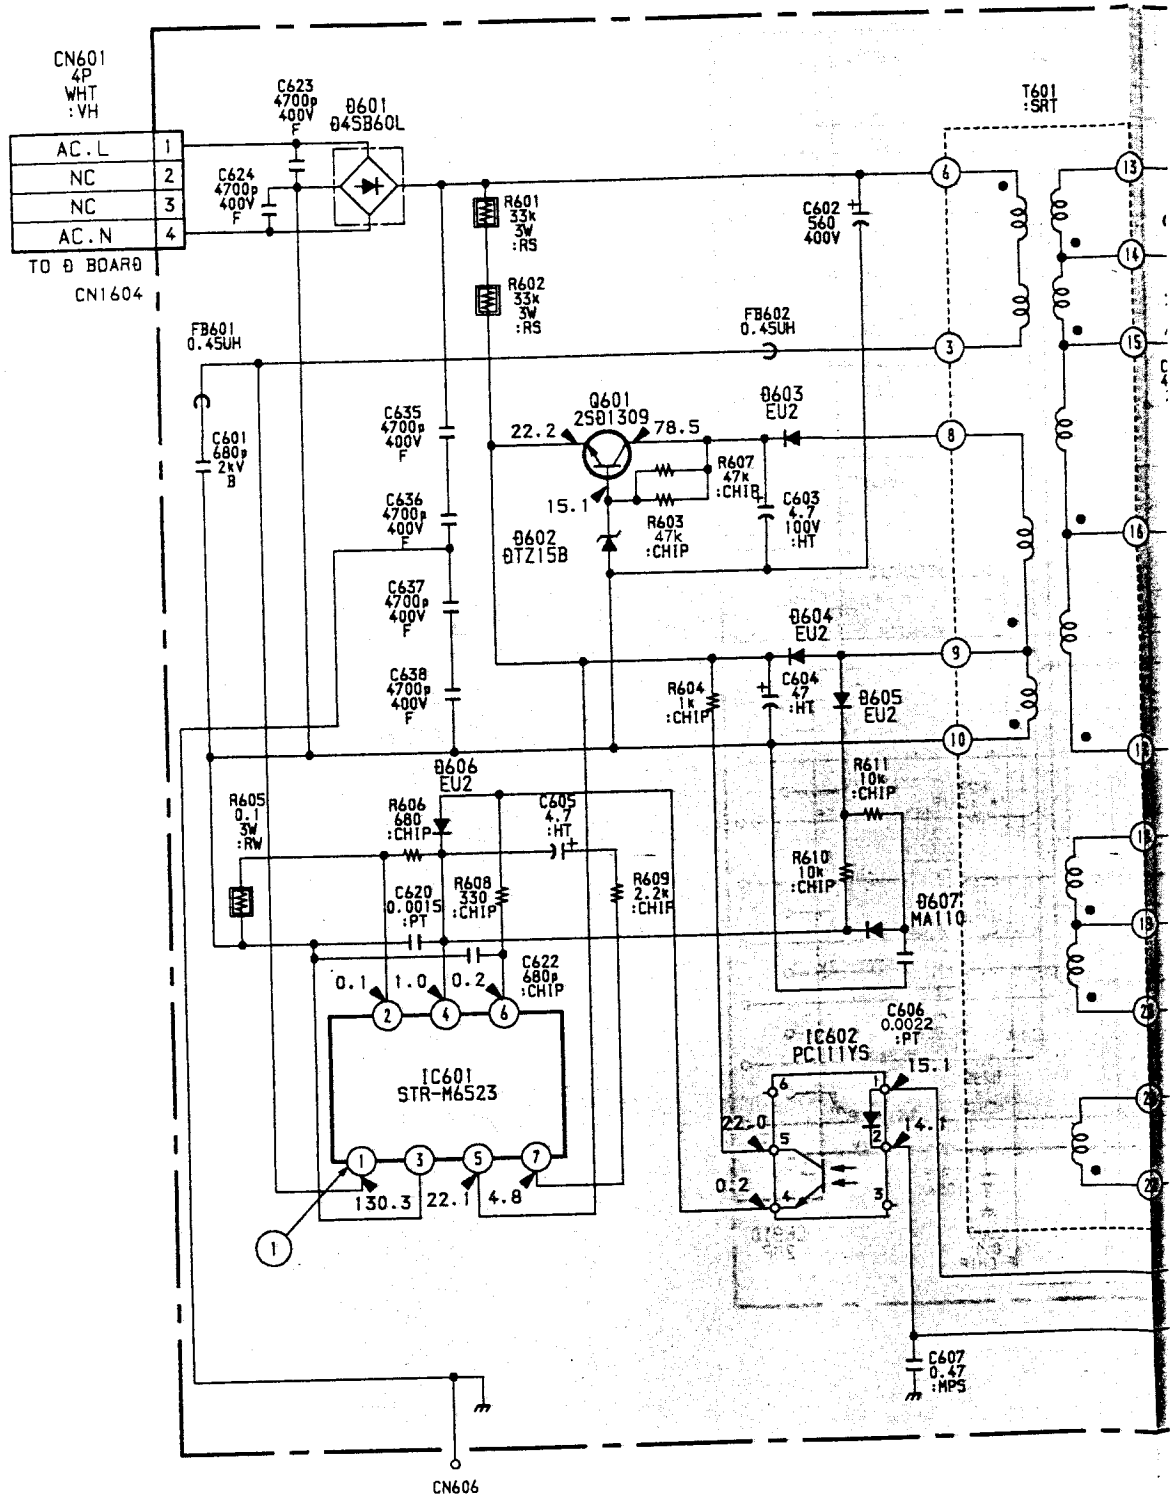 CN601
4P
WHT
:VH
AC.L 1
NC 2
NC 3
AC.N 4
TO D BOARD
CN1604
C623
4700p
400V
F
D601
D4SB60L
C624
4700p
400V
F
R601
33k
3W
:RS
R602
33k
3W
:RS
C602
560
400V
+
T601
:SRT
6
3
8
9
10
13
14
15
16
18
19
FB601
0.45UH
FB602
0.45UH
C601
680p
2kV
B
C635
4700p
400V
F
C636
4700p
400V
F
C637
4700p
400V
F
C638
4700p
400V
F
Q601
2SD1309
22.2
78.5
15.1
D603
EU2
R607
47k
:CHIP
R603
47k
:CHIP
C603
4.7
100V
:HT
+
D602
DTZ15B
D604
EU2
R604
1k
:CHIP
C604
47
:HT
+
D605
EU2
R611
10k
:CHIP
R610
10k
:CHIP
D607
MA110
R605
0.1
3W
:RW
D606
EU2
R606
680
:CHIP
C605
4.7
:HT
+
C620
0.0015
:PT
R608
330
:CHIP
R609
2.2k
:CHIP
C622
680p
:CHIP
0.1
1.0
0.2
2
4
6
IC601
STR-M6523
1
3
5
7
130.3
22.1
4.8
1
C606
0.0022
:PT
IC602
PC111YS
6
1
15.1
22.0
5
2
14.1
0.2
4
3
C607
0.47
:MPS
CN606